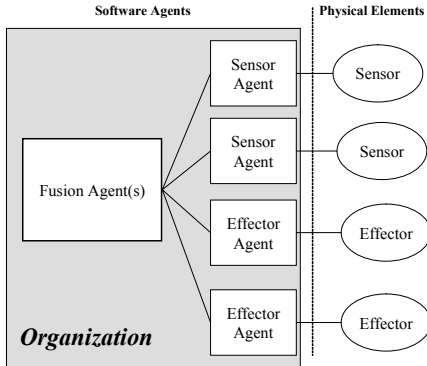 Software Agents
Physical Elements
Sensor
Agent
Sensor
Sensor
Agent
Sensor
Fusion Agent(s)
Effector
Agent
Effector
Effector
Agent
Effector
Organization